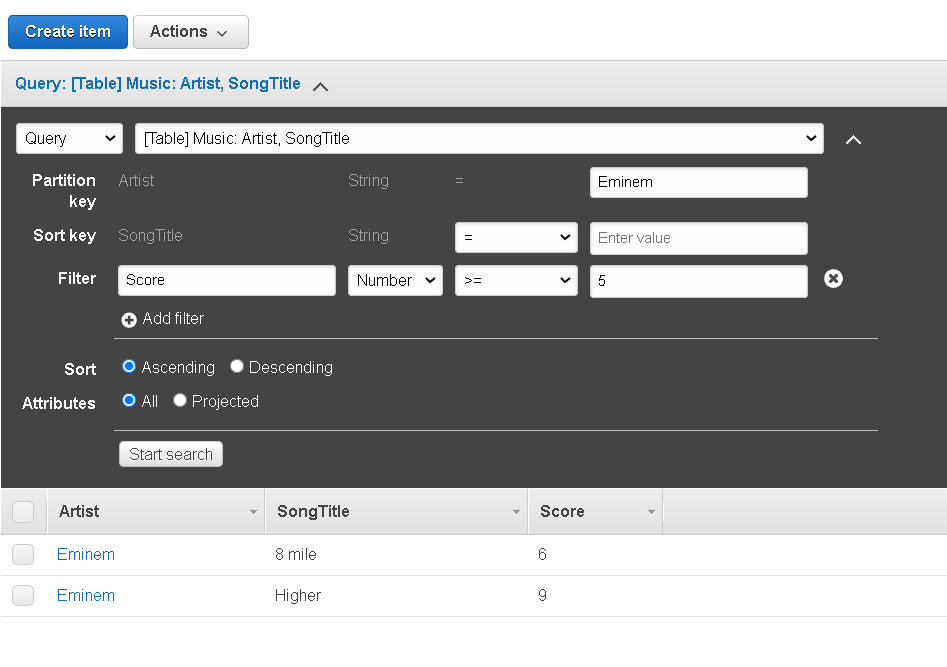 Create item Actions
Query: [Table] Music: Artist, SongTitle
Query [Table] Music: Artist, SongTitle
Partition key Artist String = Eminem
Sort key SongTitle String = Enter value
Filter Score Number >= 5
Add filter
Sort Ascending Descending
Attributes All Projected
Start search
Artist SongTitle Score
Eminem 8 mile 6
Eminem Higher 9